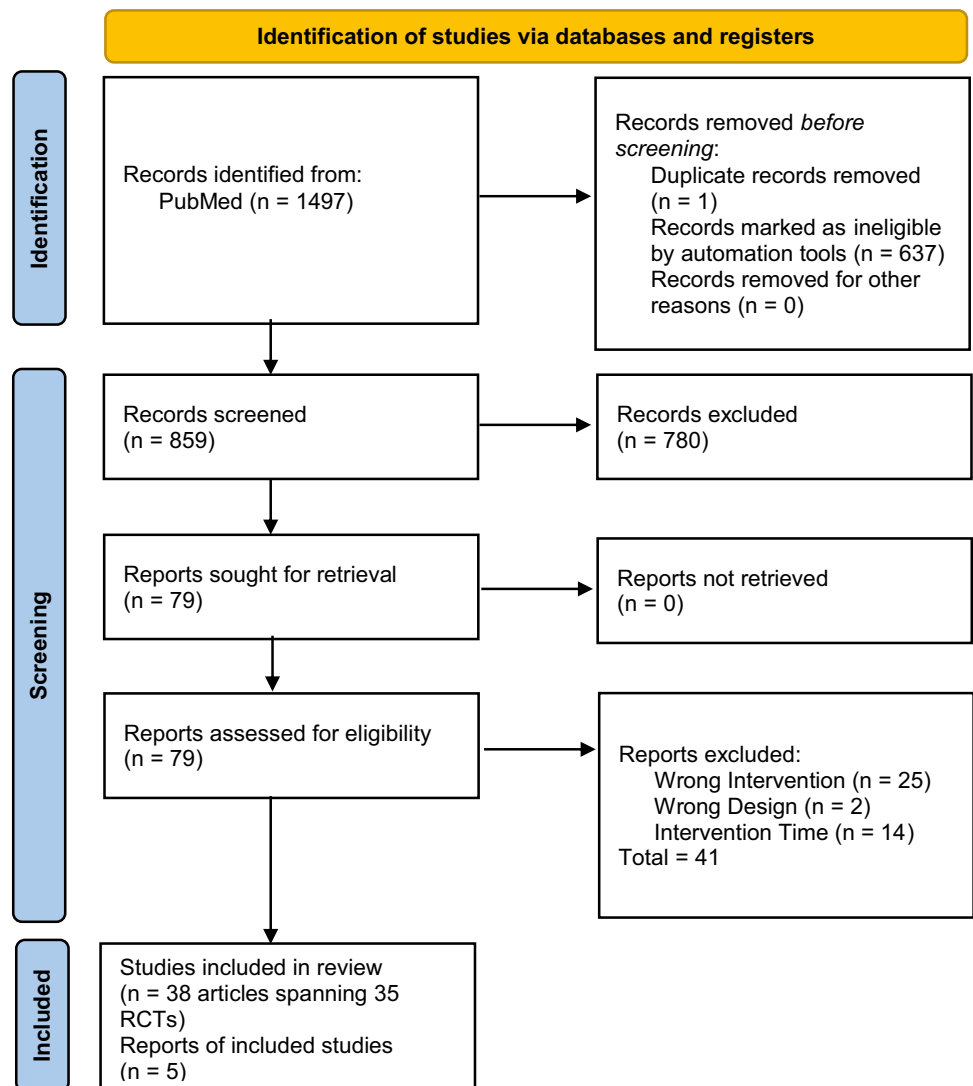 Identification of studies via databases and registers
Identification
Records identified from:
PubMed (n = 1497)
Records removed before
screening:
Duplicate records removed
(n = 1)
Records marked as ineligible
by automation tools (n = 637)
Records removed for other
reasons (n = 0)
Screening
Records screened
(n = 859)
Records excluded
(n = 780)
Reports sought for retrieval
(n = 79)
Reports not retrieved
(n = 0)
Reports assessed for eligibility
(n = 79)
Reports excluded:
Wrong Intervention (n = 25)
Wrong Design (n = 2)
Intervention Time (n = 14)
Total = 41
Included
Studies included in review
(n = 38 articles spanning 35
RCTs)
Reports of included studies
(n = 5)